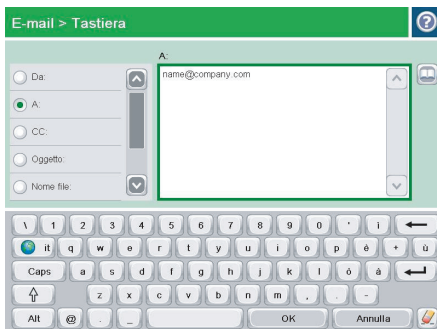 E-mail > Tastiera
?
A:
Da:
A:
CC:
Oggetto:
Nome file:
name@company.com
\ 1 2 3 4 5 6 7 8 9 0 ' ì
it q w e r t y u i o p è + ù
Caps a s d f g h j k l ò à
z x c v b n m , . -
Alt @ . _ OK Annulla